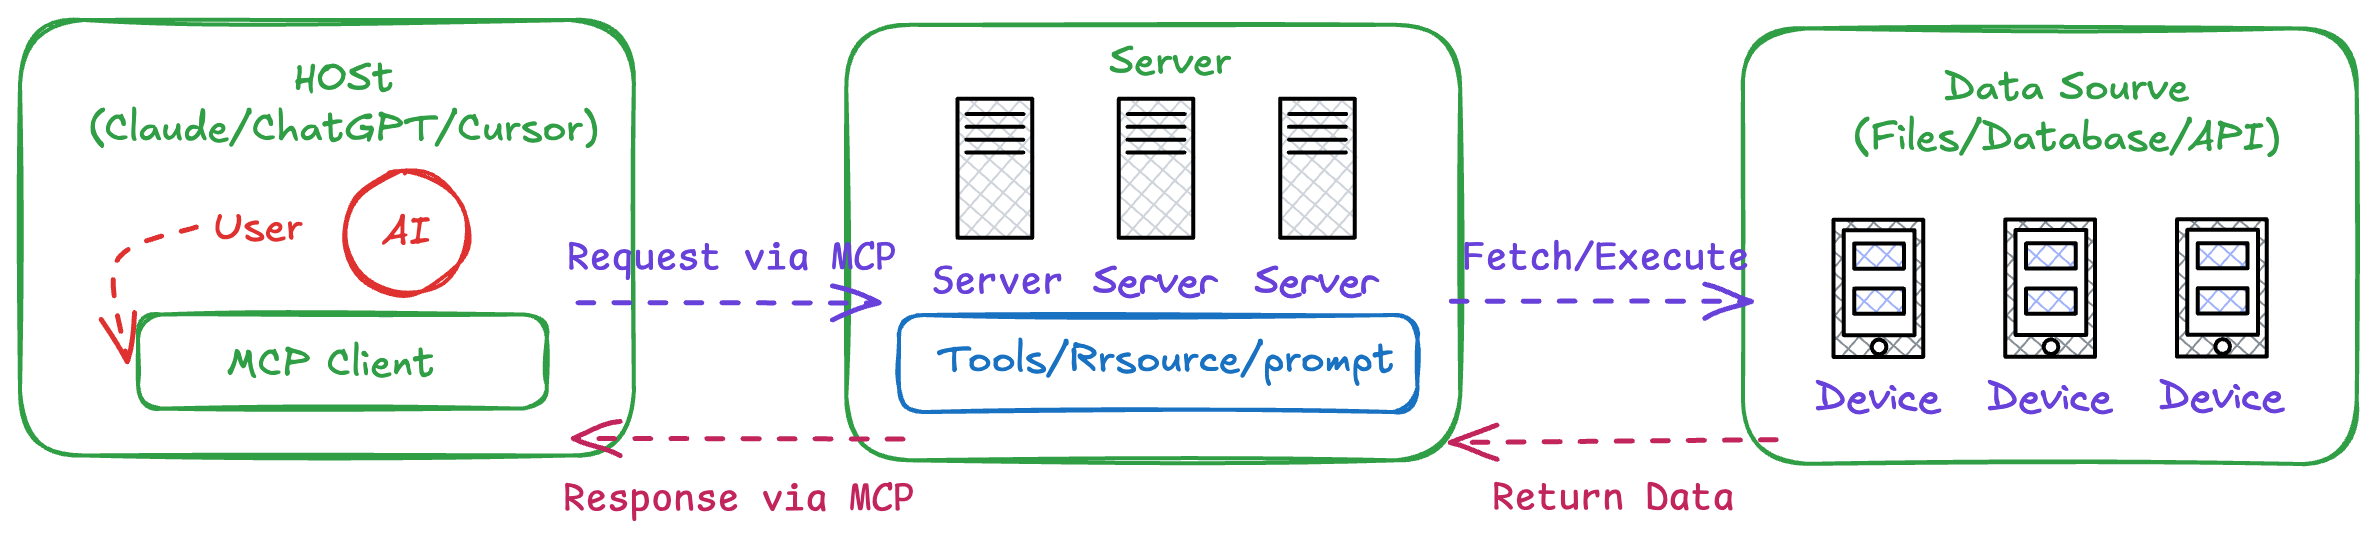 HOSt
(Claude/ChatGPT/Cursor)
User
AI
MCP Client
Request via MCP
Response via MCP
Server
Server
Server
Server
Tools/Rrsource/prompt
Fetch/Execute
Return Data
Data Sourve
(Files/Database/API)
Device
Device
Device